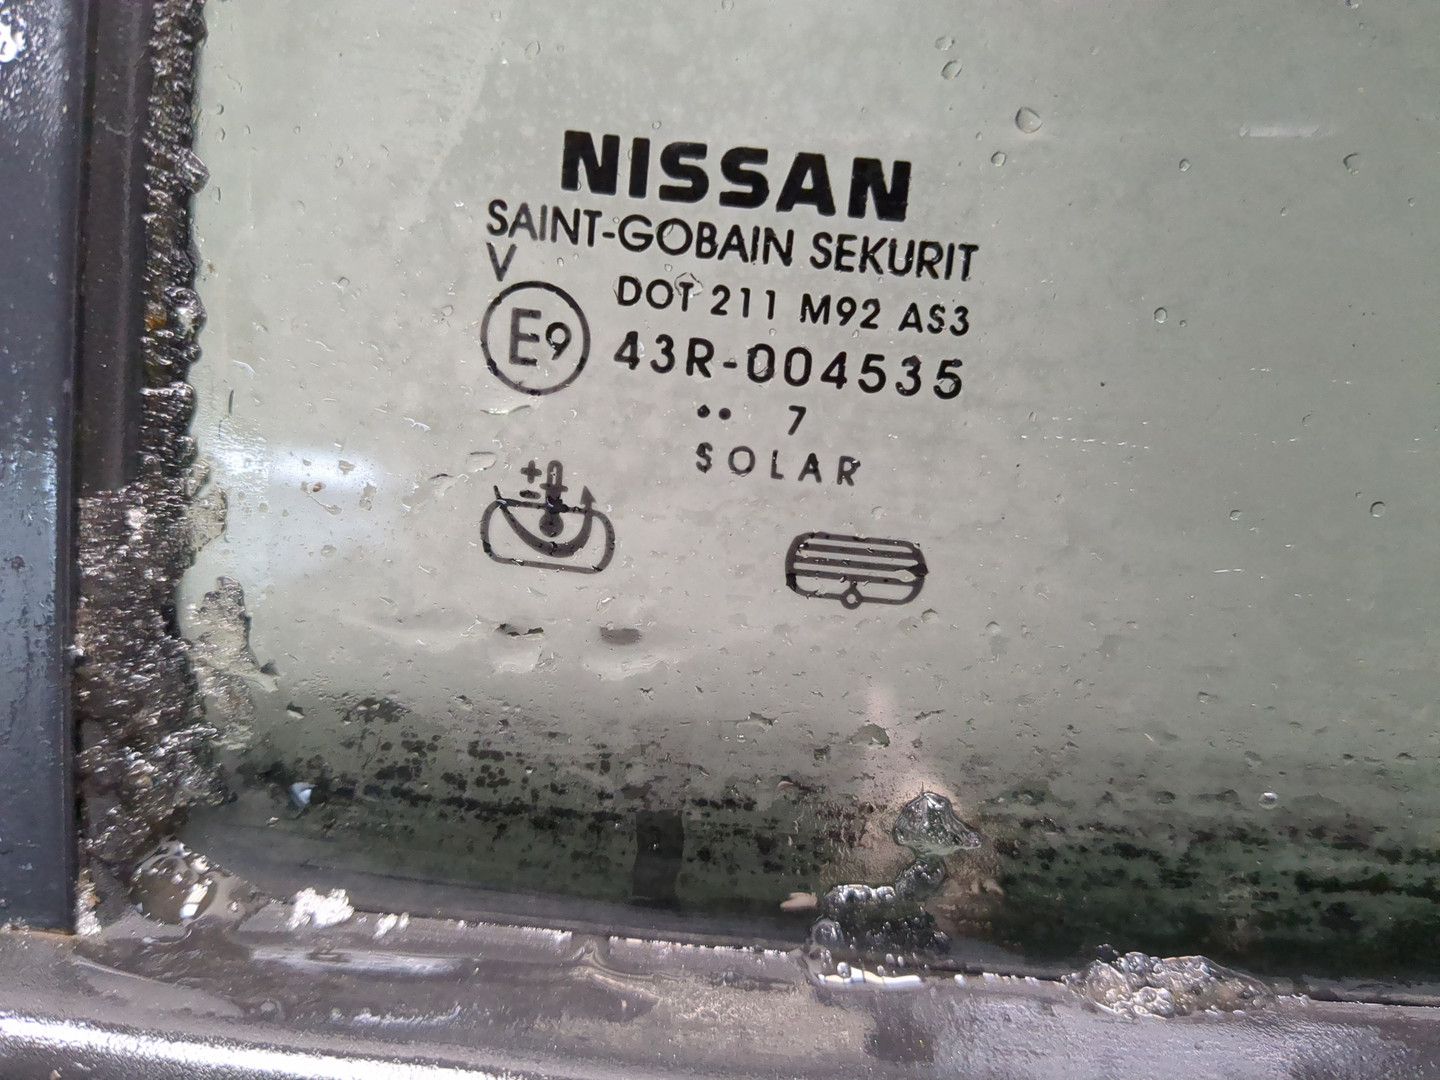 NISSAN
SAINT-GOBAIN SEKURIT
V
DOT 211 M92 AS3
E9 43R-004535
•• 7
SOLAR